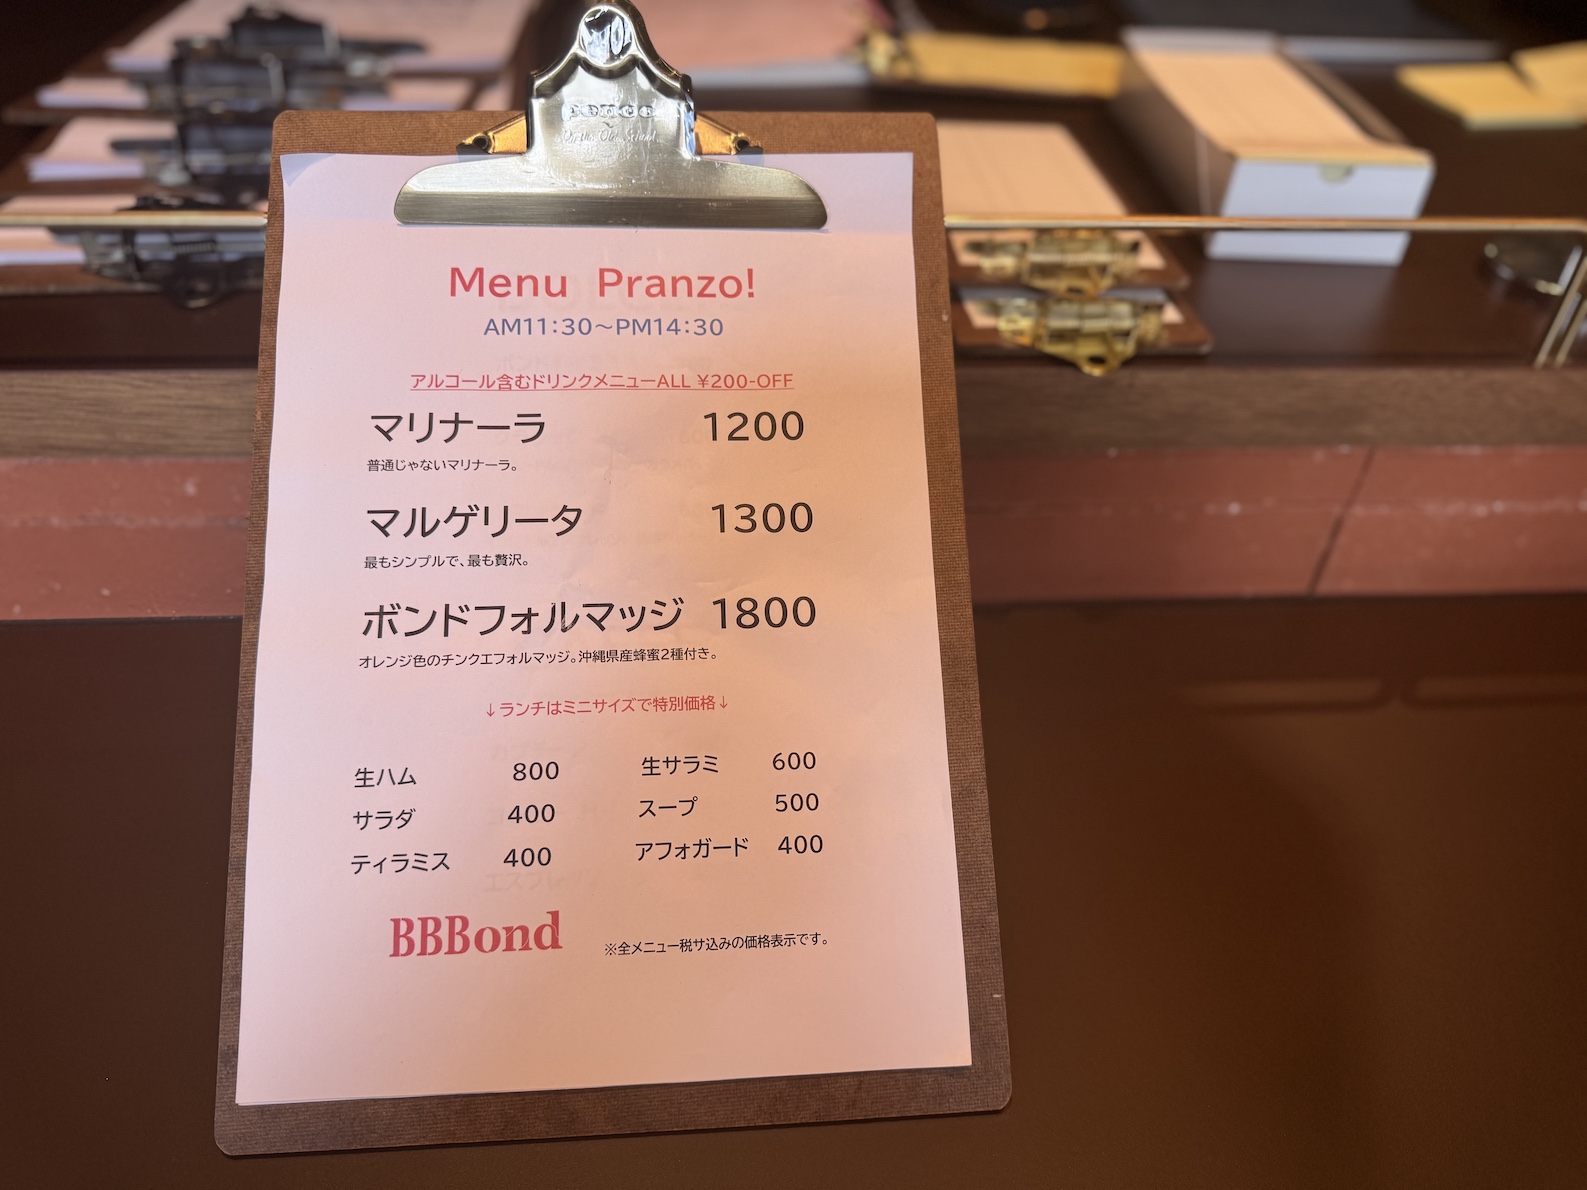 Menu Pranzo!
AM11:30～PM14:30
アルコール含むドリンクメニューALL ¥200-OFF
マリナーラ 1200
普通じゃないマリナーラ。
マルゲリータ 1300
最もシンプルで、最も贅沢。
ボンドフォルマッジ 1800
オレンジ色のチンクエフォルマッジ。沖縄県産蜂蜜2種付き。
↓ランチはミニサイズで特別価格↓
生ハム 800 生サラミ 600
サラダ 400 スープ 500
ティラミス 400 アフォガード 400
BBBond ※全メニュー税サ込みの価格表示です。